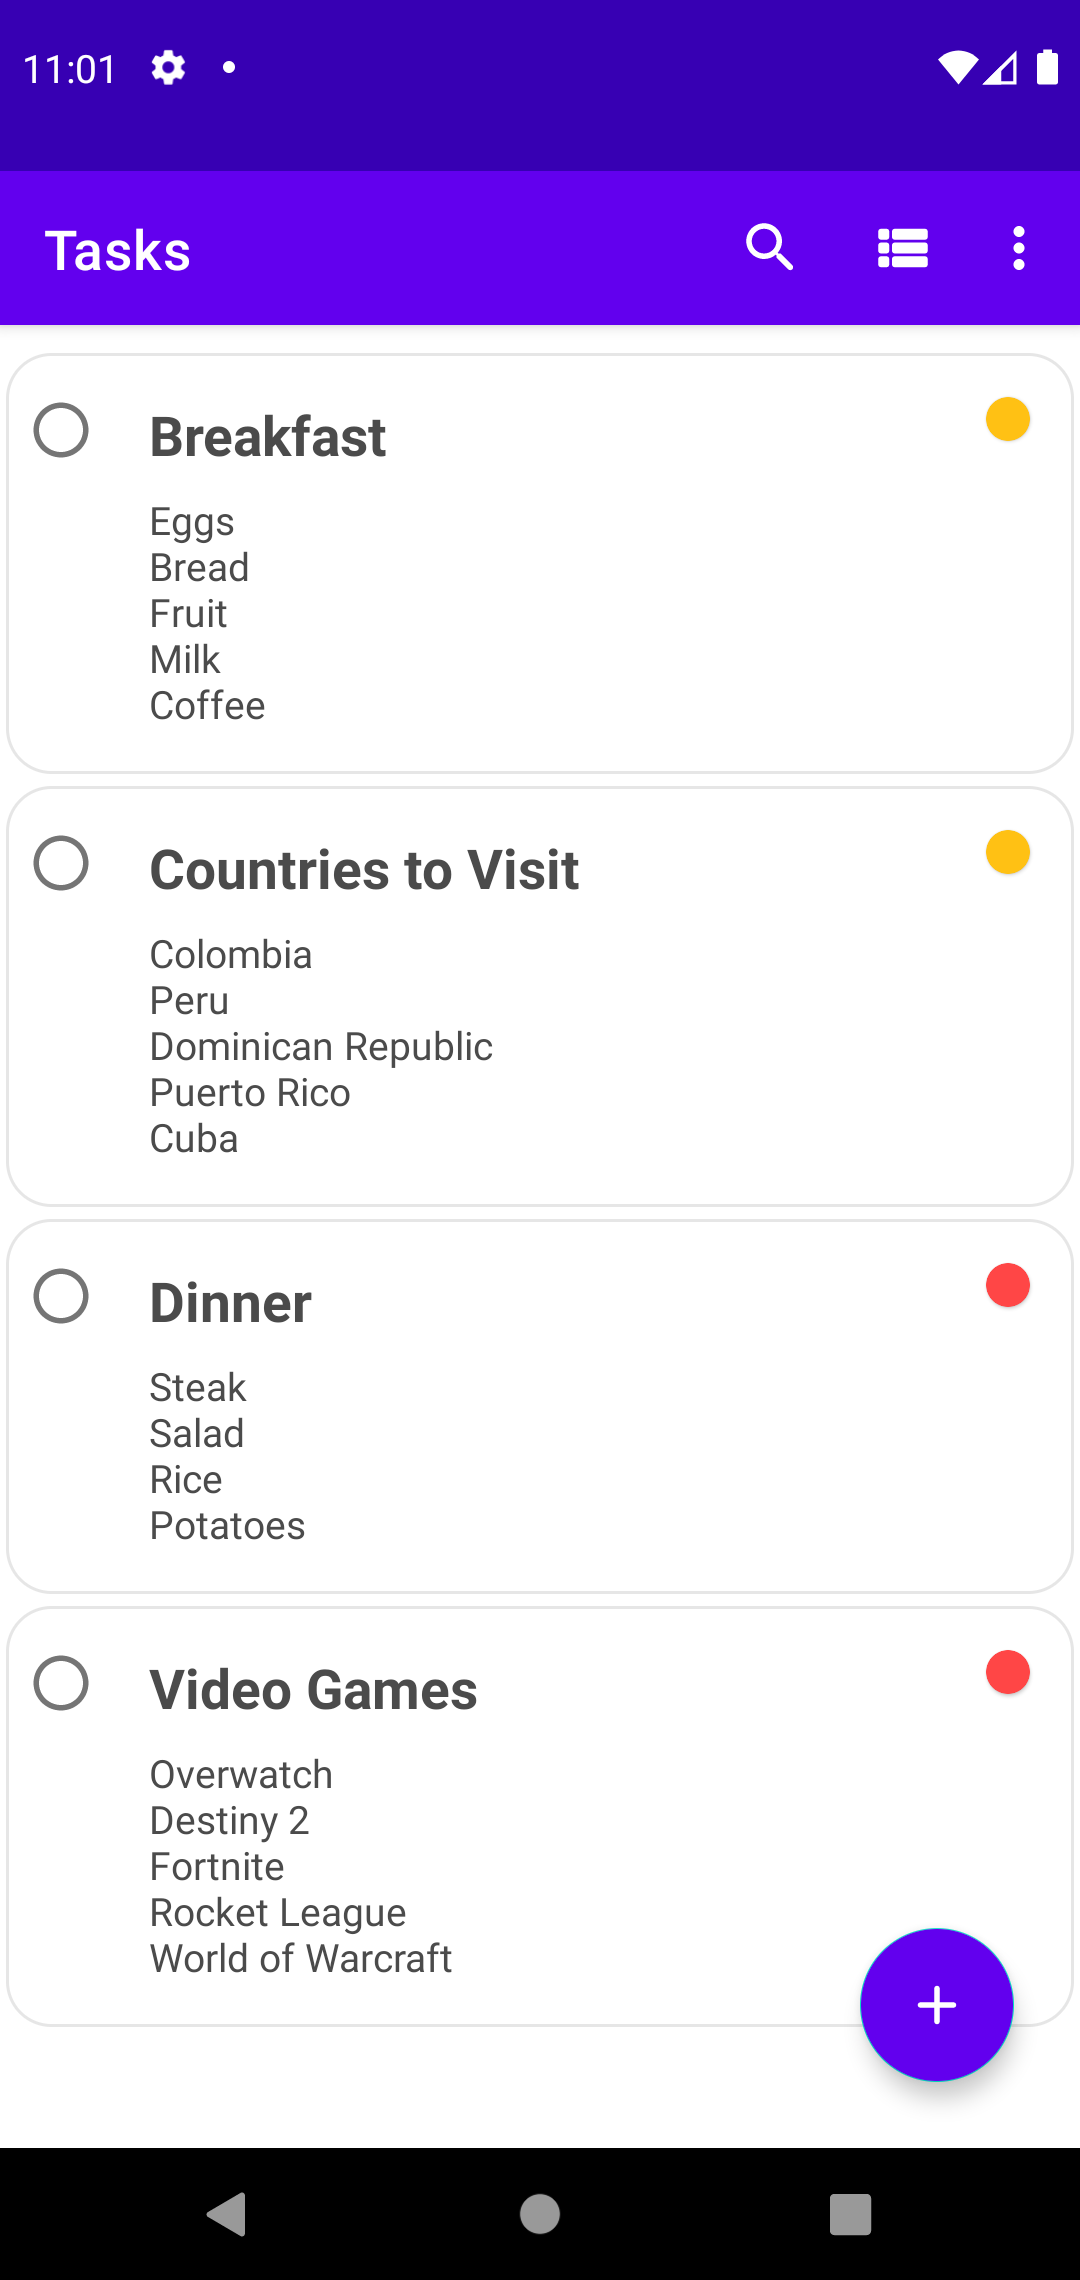 11:01
Tasks
Breakfast
Eggs
Bread
Fruit
Milk
Coffee
Countries to Visit
Colombia
Peru
Dominican Republic
Puerto Rico
Cuba
Dinner
Steak
Salad
Rice
Potatoes
Video Games
Overwatch
Destiny 2
Fortnite
Rocket League
World of Warcraft